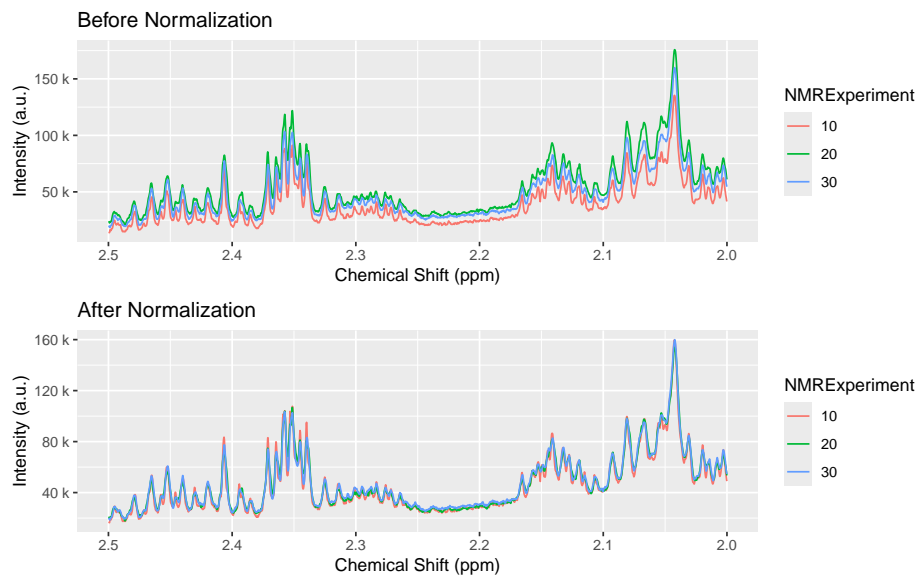 Before Normalization
Intensity (a.u.)
150 k
100 k
50 k
2.5 2.4 2.3 2.2 2.1 2.0
Chemical Shift (ppm)
NMRExperiment
10
20
30
After Normalization
Intensity (a.u.)
160 k
120 k
80 k
40 k
2.5 2.4 2.3 2.2 2.1 2.0
Chemical Shift (ppm)
NMRExperiment
10
20
30